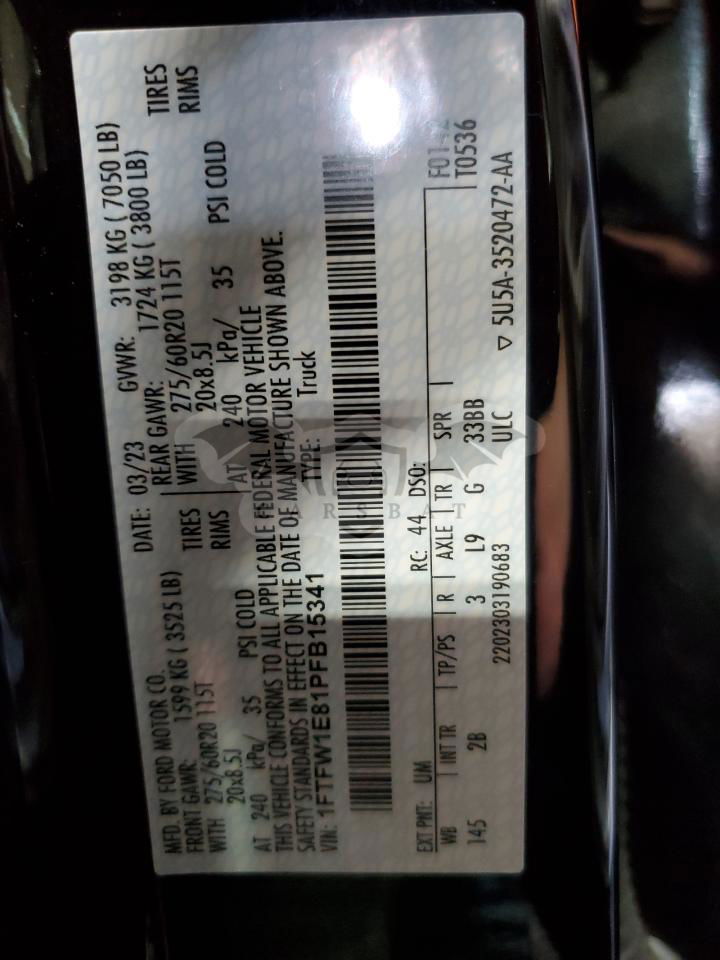 MFD. BY FORD MOTOR CO.
DATE: 03/23 GVWR: 3198 KG ( 7050 LB)
FRONT GAWR: 1599 KG ( 3525 LB) REAR GAWR: 1724 KG ( 3800 LB)
WITH 275/60R20 115T TIRES WITH 275/60R20 115T TIRES
20x8.5J RIMS 20x8.5J RIMS
AT 240 kPa/ 35 PSI COLD AT 240 kPa/ 35 PSI COLD
THIS VEHICLE CONFORMS TO ALL APPLICABLE FEDERAL MOTOR VEHICLE
SAFETY STANDARDS IN EFFECT ON THE DATE OF MANUFACTURE SHOWN ABOVE.
VIN: 1FTFW1E81PFB15341 TYPE: Truck
EXT PNT: UM RC: 44 DSO: F0142
WB INT TR TP/PS R AXLE TR SPR T0536
145 2B 3 L9 G 33BB
2202303190683 ULC ▽ 5U5A-3520472-AA
CARSBAT